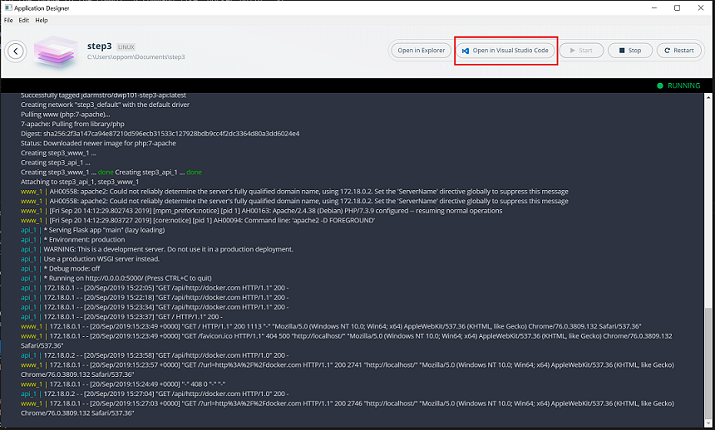 Application Designer
File Edit Help
step3 LINUX
C:\Users\oppom\Documents\step3
Open in Explorer
Open in Visual Studio Code
Start
Stop
Restart
RUNNING
Successfully tagged jdarmstro/dwp101-step3-api:latest
Creating network "step3_default" with the default driver
Pulling www (php:7-apache)...
7-apache: Pulling from library/php
Digest: sha256:2f3a147ca94e87210d596ecb31533c127928bdb9cc4f2dc3364d80a3dd6024e4
Status: Downloaded newer image for php:7-apache
Creating step3_www_1 ...
Creating step3_api_1 ...
Creating step3_www_1 ... done Creating step3_api_1 ... done
Attaching to step3_api_1, step3_www_1
www_1 | AH00558: apache2: Could not reliably determine the server's fully qualified domain name, using 172.18.0.2. Set the 'ServerName' directive globally to suppress this message
www_1 | AH00558: apache2: Could not reliably determine the server's fully qualified domain name, using 172.18.0.2. Set the 'ServerName' directive globally to suppress this message
www_1 | [Fri Sep 20 14:12:29.802743 2019] [mpm_prefork:notice] [pid 1] AH00163: Apache/2.4.38 (Debian) PHP/7.3.9 configured -- resuming normal operations
www_1 | [Fri Sep 20 14:12:29.803727 2019] [core:notice] [pid 1] AH00094: Command line: 'apache2 -D FOREGROUND'
api_1 | * Serving Flask app "main" (lazy loading)
api_1 | * Environment: production
api_1 | WARNING: This is a development server. Do not use it in a production deployment.
api_1 | Use a production WSGI server instead.
api_1 | * Debug mode: off
api_1 | * Running on http://0.0.0.0:5000/ (Press CTRL+C to quit)
api_1 | 172.18.0.1 - - [20/Sep/2019 15:22:05] "GET /api/http://docker.com HTTP/1.1" 200 -
api_1 | 172.18.0.1 - - [20/Sep/2019 15:22:18] "GET /api/http://docker.com HTTP/1.1" 200 -
api_1 | 172.18.0.1 - - [20/Sep/2019 15:23:34] "GET /api/http://docker.com HTTP/1.1" 200 -
api_1 | 172.18.0.1 - - [20/Sep/2019 15:23:37] "GET / HTTP/1.1" 200 -
www_1 | 172.18.0.1 - - [20/Sep/2019:15:23:49 +0000] "GET / HTTP/1.1" 200 1113 "-" "Mozilla/5.0 (Windows NT 10.0; Win64; x64) AppleWebKit/537.36 (KHTML, like Gecko) Chrome/76.0.3809.132 Safari/537.36"
www_1 | 172.18.0.1 - - [20/Sep/2019:15:23:49 +0000] "GET /favicon.ico HTTP/1.1" 404 500 "http://localhost/" "Mozilla/5.0 (Windows NT 10.0; Win64; x64) AppleWebKit/537.36 (KHTML, like Gecko) Chrome/76.0.3809.132
Safari/537.36"
api_1 | 172.18.0.2 - - [20/Sep/2019 15:23:58] "GET /api/http://docker.com HTTP/1.0" 200 -
www_1 | 172.18.0.1 - - [20/Sep/2019:15:23:57 +0000] "GET /?url=http%3A%2F%2Fdocker.com HTTP/1.1" 200 2741 "http://localhost/" "Mozilla/5.0 (Windows NT 10.0; Win64; x64) AppleWebKit/537.36 (KHTML, like Gecko)
Chrome/76.0.3809.132 Safari/537.36"
www_1 | 172.18.0.1 - - [20/Sep/2019:15:24:49 +0000] "-" 408 0 "-" "-"
api_1 | 172.18.0.2 - - [20/Sep/2019 15:27:04] "GET /api/http://docker.com HTTP/1.0" 200 -
www_1 | 172.18.0.1 - - [20/Sep/2019:15:27:03 +0000] "GET /?url=http%3A%2F%2Fdocker.com HTTP/1.1" 200 2746 "http://localhost/" "Mozilla/5.0 (Windows NT 10.0; Win64; x64) AppleWebKit/537.36 (KHTML, like Gecko)
Chrome/76.0.3809.132 Safari/537.36"